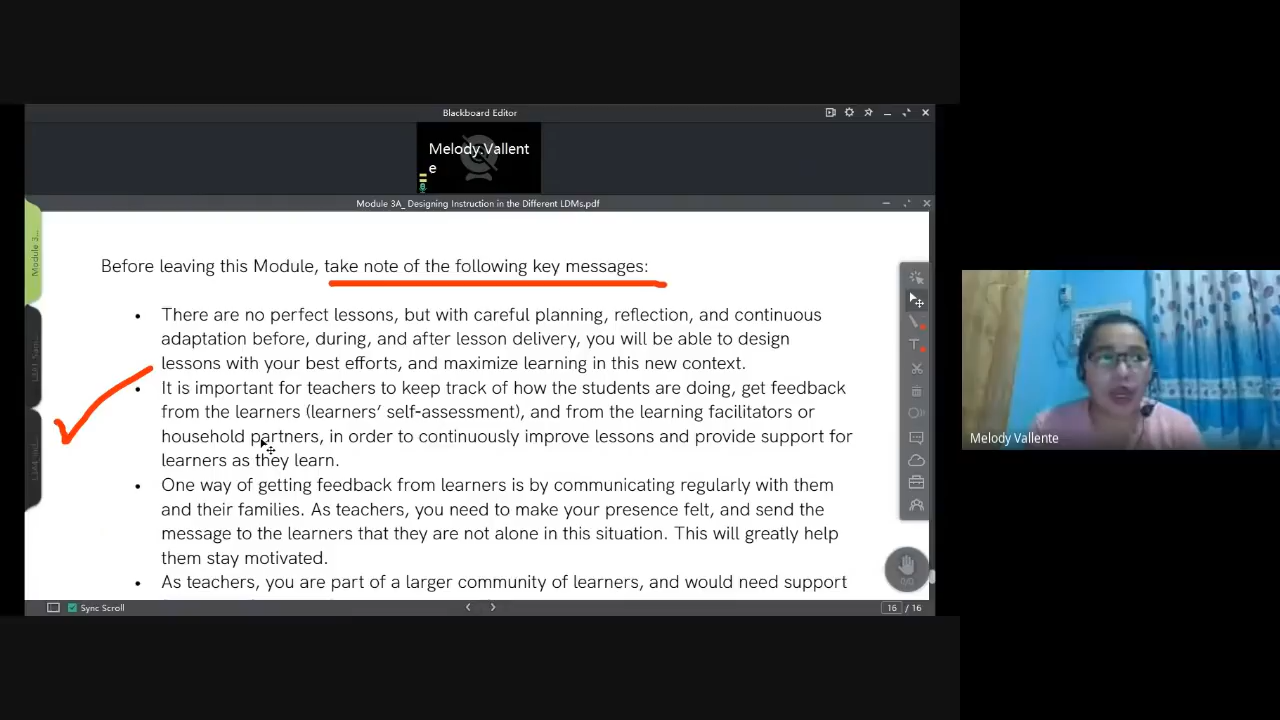 Blackboard Editor
Melody.Vallent
e
Module 3A_ Designing Instruction in the Different LDMs.pdf
Module 3...
Before leaving this Module, take note of the following key messages:
• There are no perfect lessons, but with careful planning, reflection, and continuous
adaptation before, during, and after lesson delivery, you will be able to design
lessons with your best efforts, and maximize learning in this new context.
• It is important for teachers to keep track of how the students are doing, get feedback
from the learners (learners' self-assessment), and from the learning facilitators or
household partners, in order to continuously improve lessons and provide support for
learners as they learn.
• One way of getting feedback from learners is by communicating regularly with them
and their families. As teachers, you need to make your presence felt, and send the
message to the learners that they are not alone in this situation. This will greatly help
them stay motivated.
• As teachers, you are part of a larger community of learners, and would need support
0/0
Sync Scroll
16 / 16
Melody Vallente